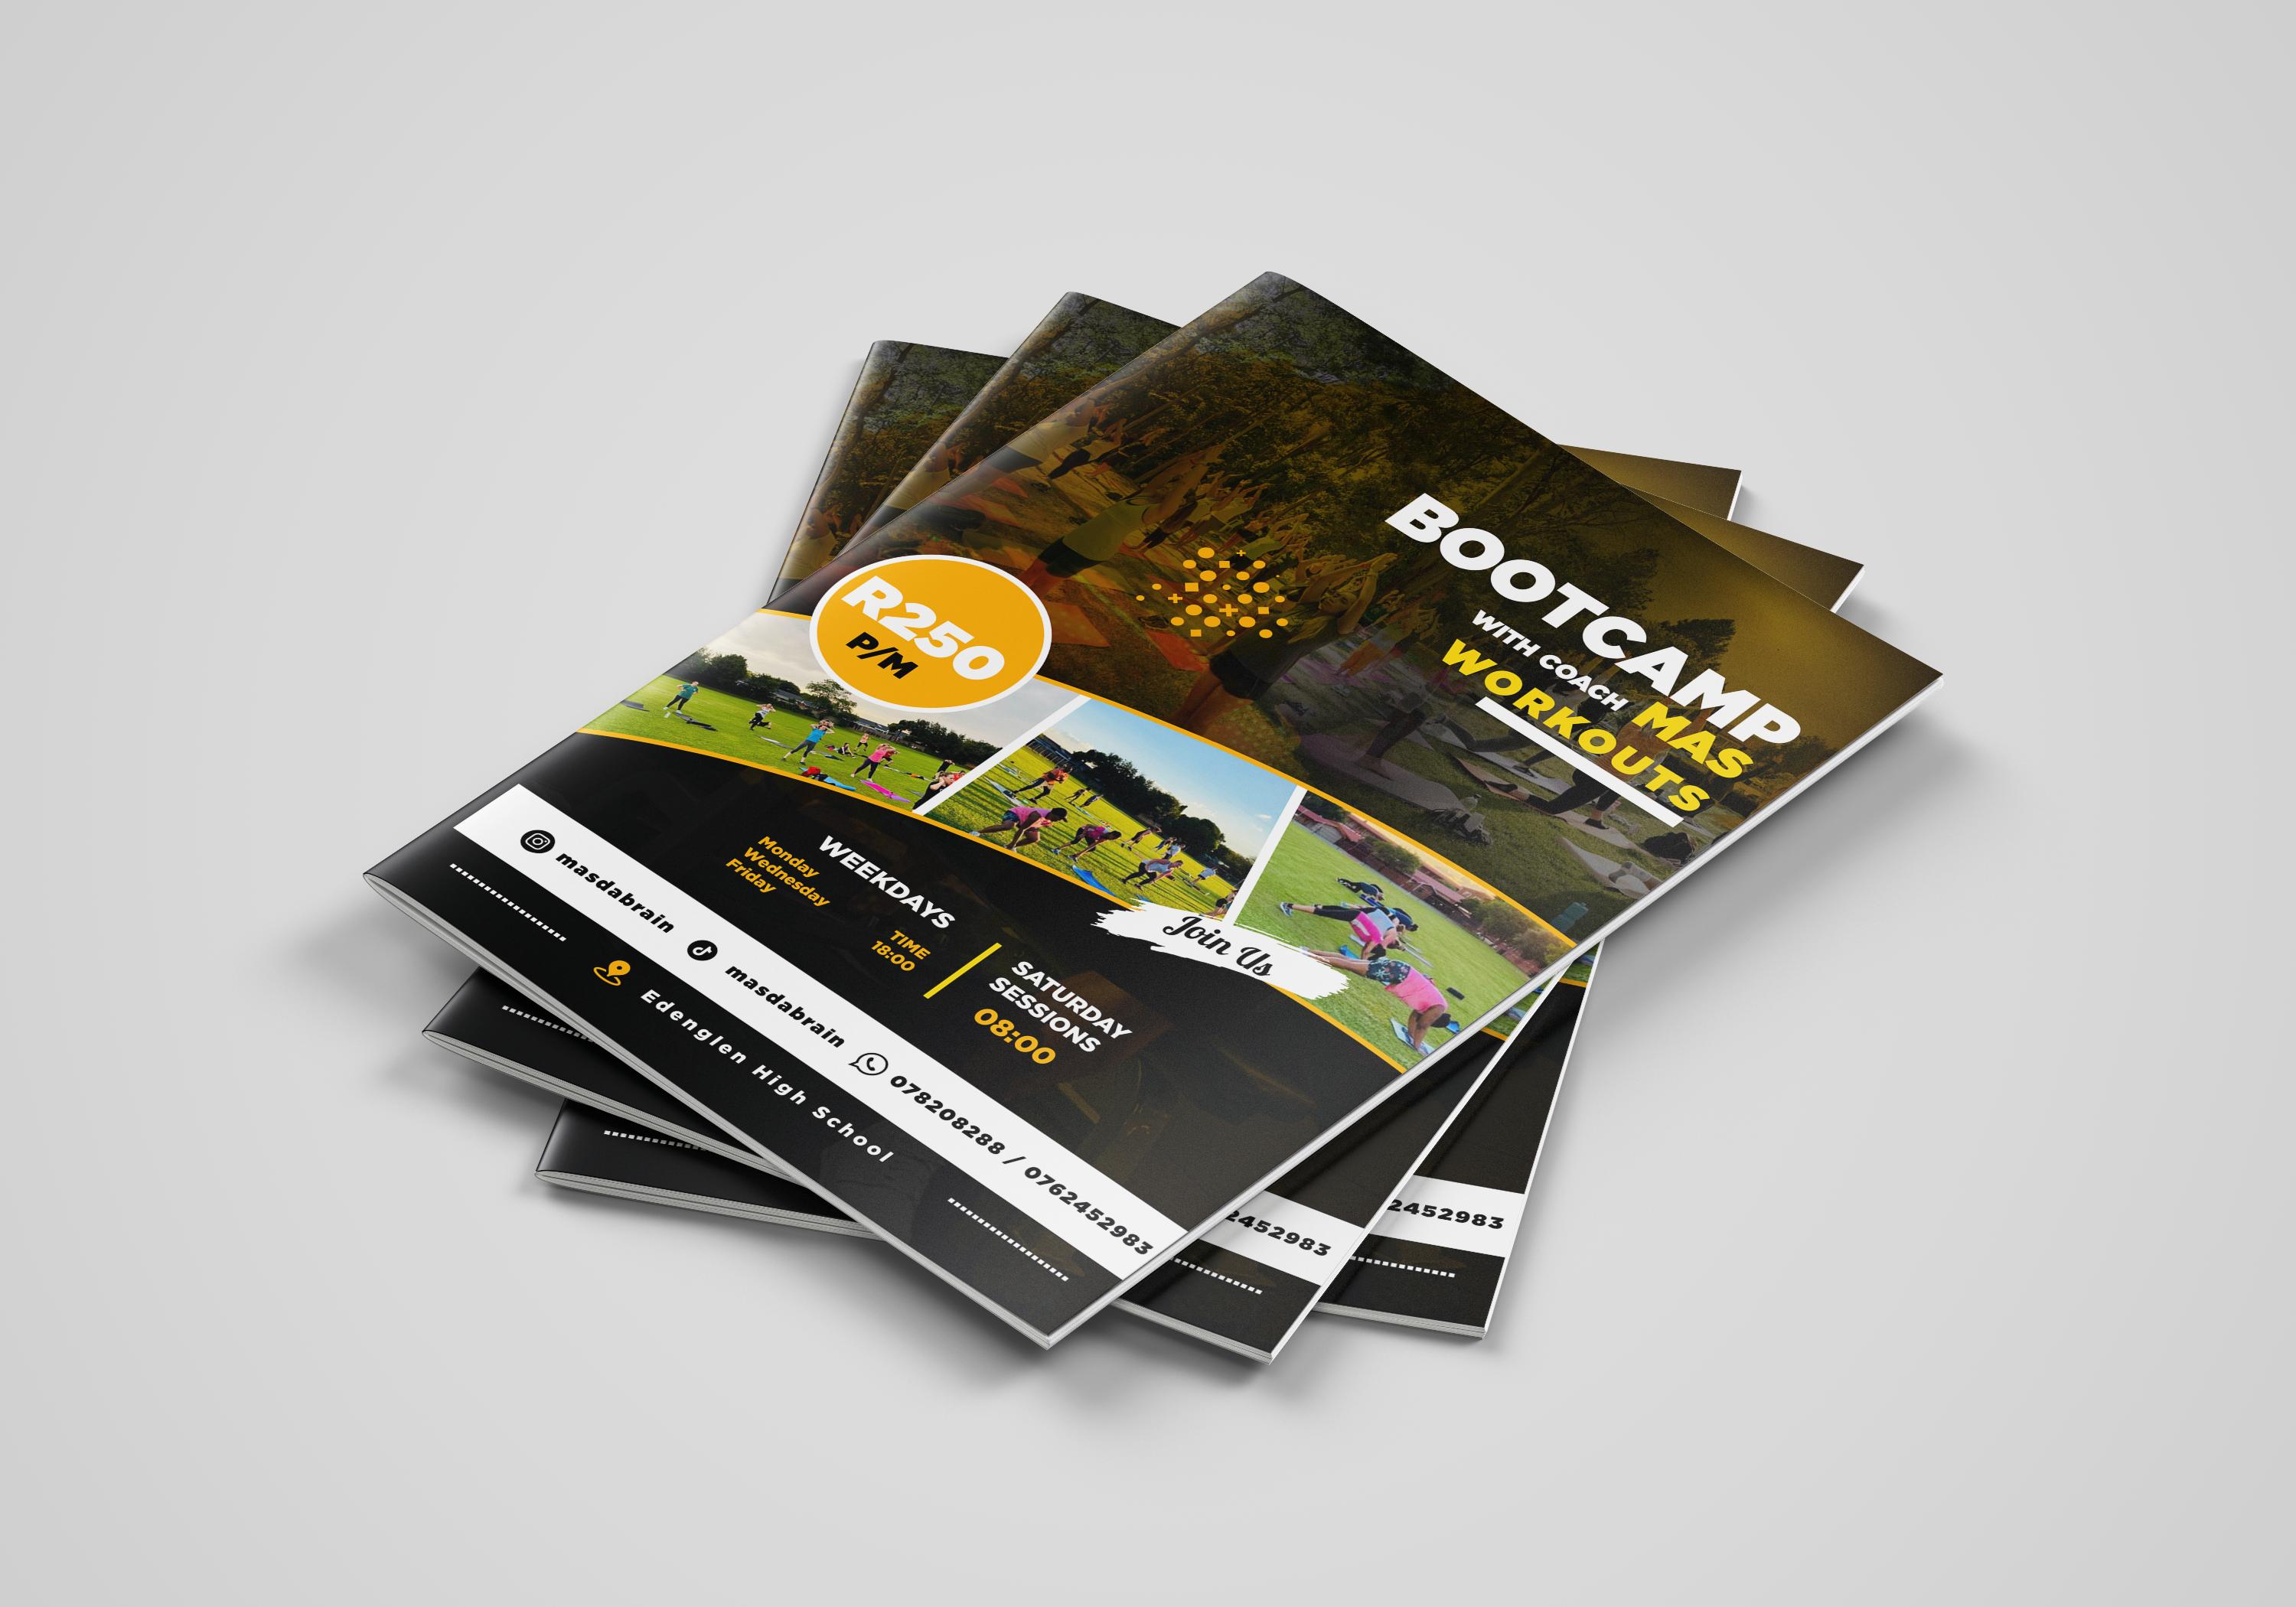 BOOTCAMP
WITH COACH MAS
WORKOUTS
R250
P/M
Join Us
WEEKDAYS
Monday
Wednesday
Friday
TIME
18:00
SATURDAY
SESSIONS
08:00
masdabrain masdabrain 078208288 / 0762452983
Edenglen High School
2452983
2452983